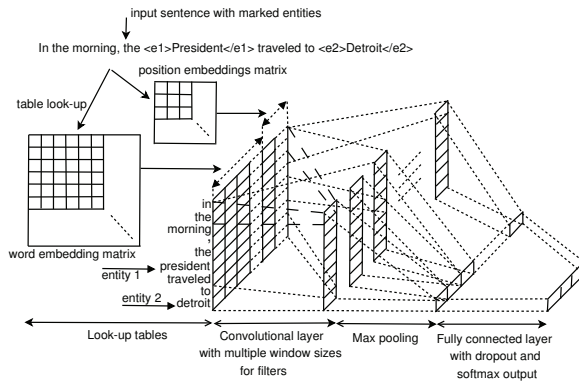 input sentence with marked entities
In the morning, the <e1>President</e1> traveled to <e2>Detroit</e2>
position embeddings matrix
table look-up
in
the
morning
,
the
president
traveled
to
detroit
word embedding matrix
entity 1
entity 2
Look-up tables
Convolutional layer
with multiple window sizes
for filters
Max pooling
Fully connected layer
with dropout and
softmax output